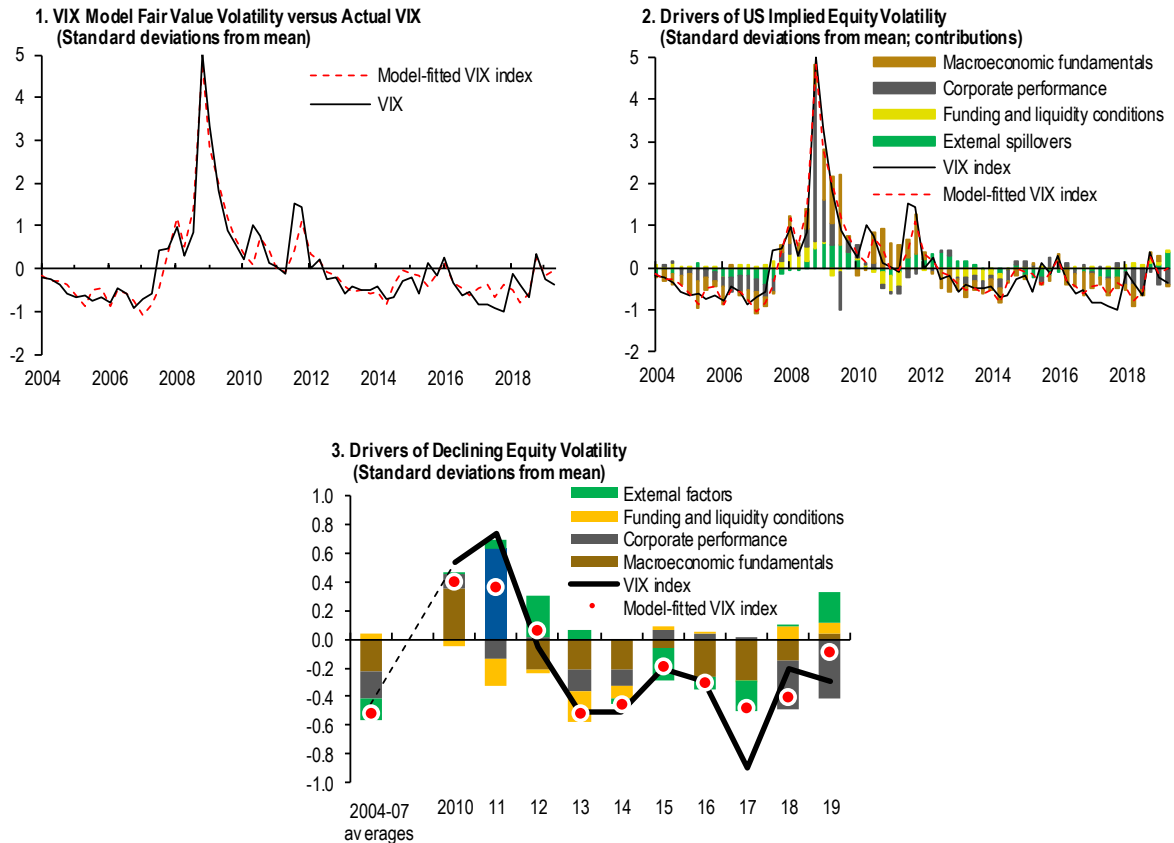 1. VIX Model Fair Value Volatility versus Actual VIX
(Standard deviations from mean)
5
4
3
2
1
0
-1
-2
2004 2006 2008 2010 2012 2014 2016 2018
Model-fitted VIX index
VIX
2. Drivers of US Implied Equity Volatility
(Standard deviations from mean; contributions)
5
4
3
2
1
0
-1
-2
2004 2006 2008 2010 2012 2014 2016 2018
Macroeconomic fundamentals
Corporate performance
Funding and liquidity conditions
External spillovers
VIX index
Model-fitted VIX index
3. Drivers of Declining Equity Volatility
(Standard deviations from mean)
1.0
0.8
0.6
0.4
0.2
0.0
-0.2
-0.4
-0.6
-0.8
-1.0
External factors
Funding and liquidity conditions
Corporate performance
Macroeconomic fundamentals
VIX index
Model-fitted VIX index
2004-07 2010 11 12 13 14 15 16 17 18 19
averages